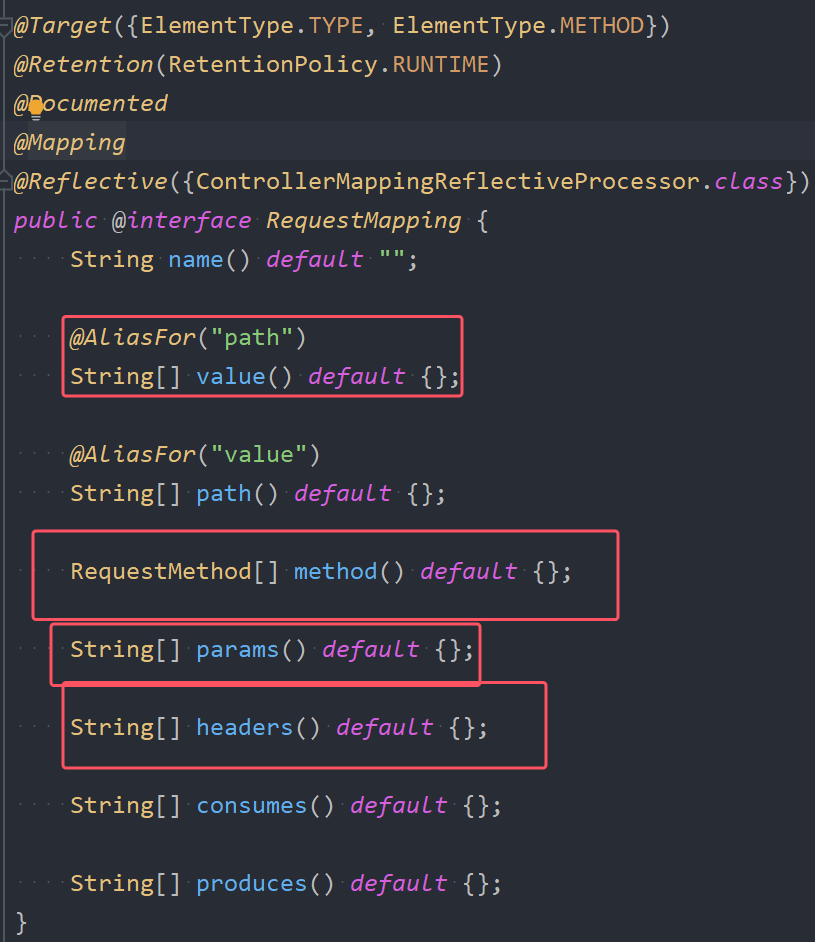 @Target({ElementType.TYPE, ElementType.METHOD})
@Retention(RetentionPolicy.RUNTIME)
@Documented
@Mapping
@Reflective({ControllerMappingReflectiveProcessor.class})
public @interface RequestMapping {
String name() default "";
@AliasFor("path")
String[] value() default {};
@AliasFor("value")
String[] path() default {};
RequestMethod[] method() default {};
String[] params() default {};
String[] headers() default {};
String[] consumes() default {};
String[] produces() default {};
}